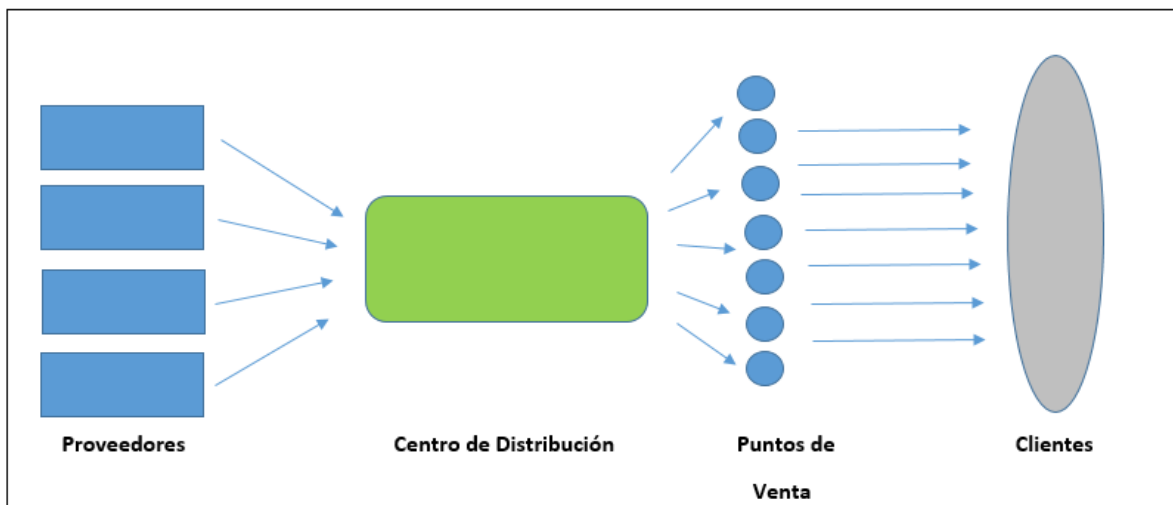 Proveedores
Centro de Distribución
Puntos de
Venta
Clientes